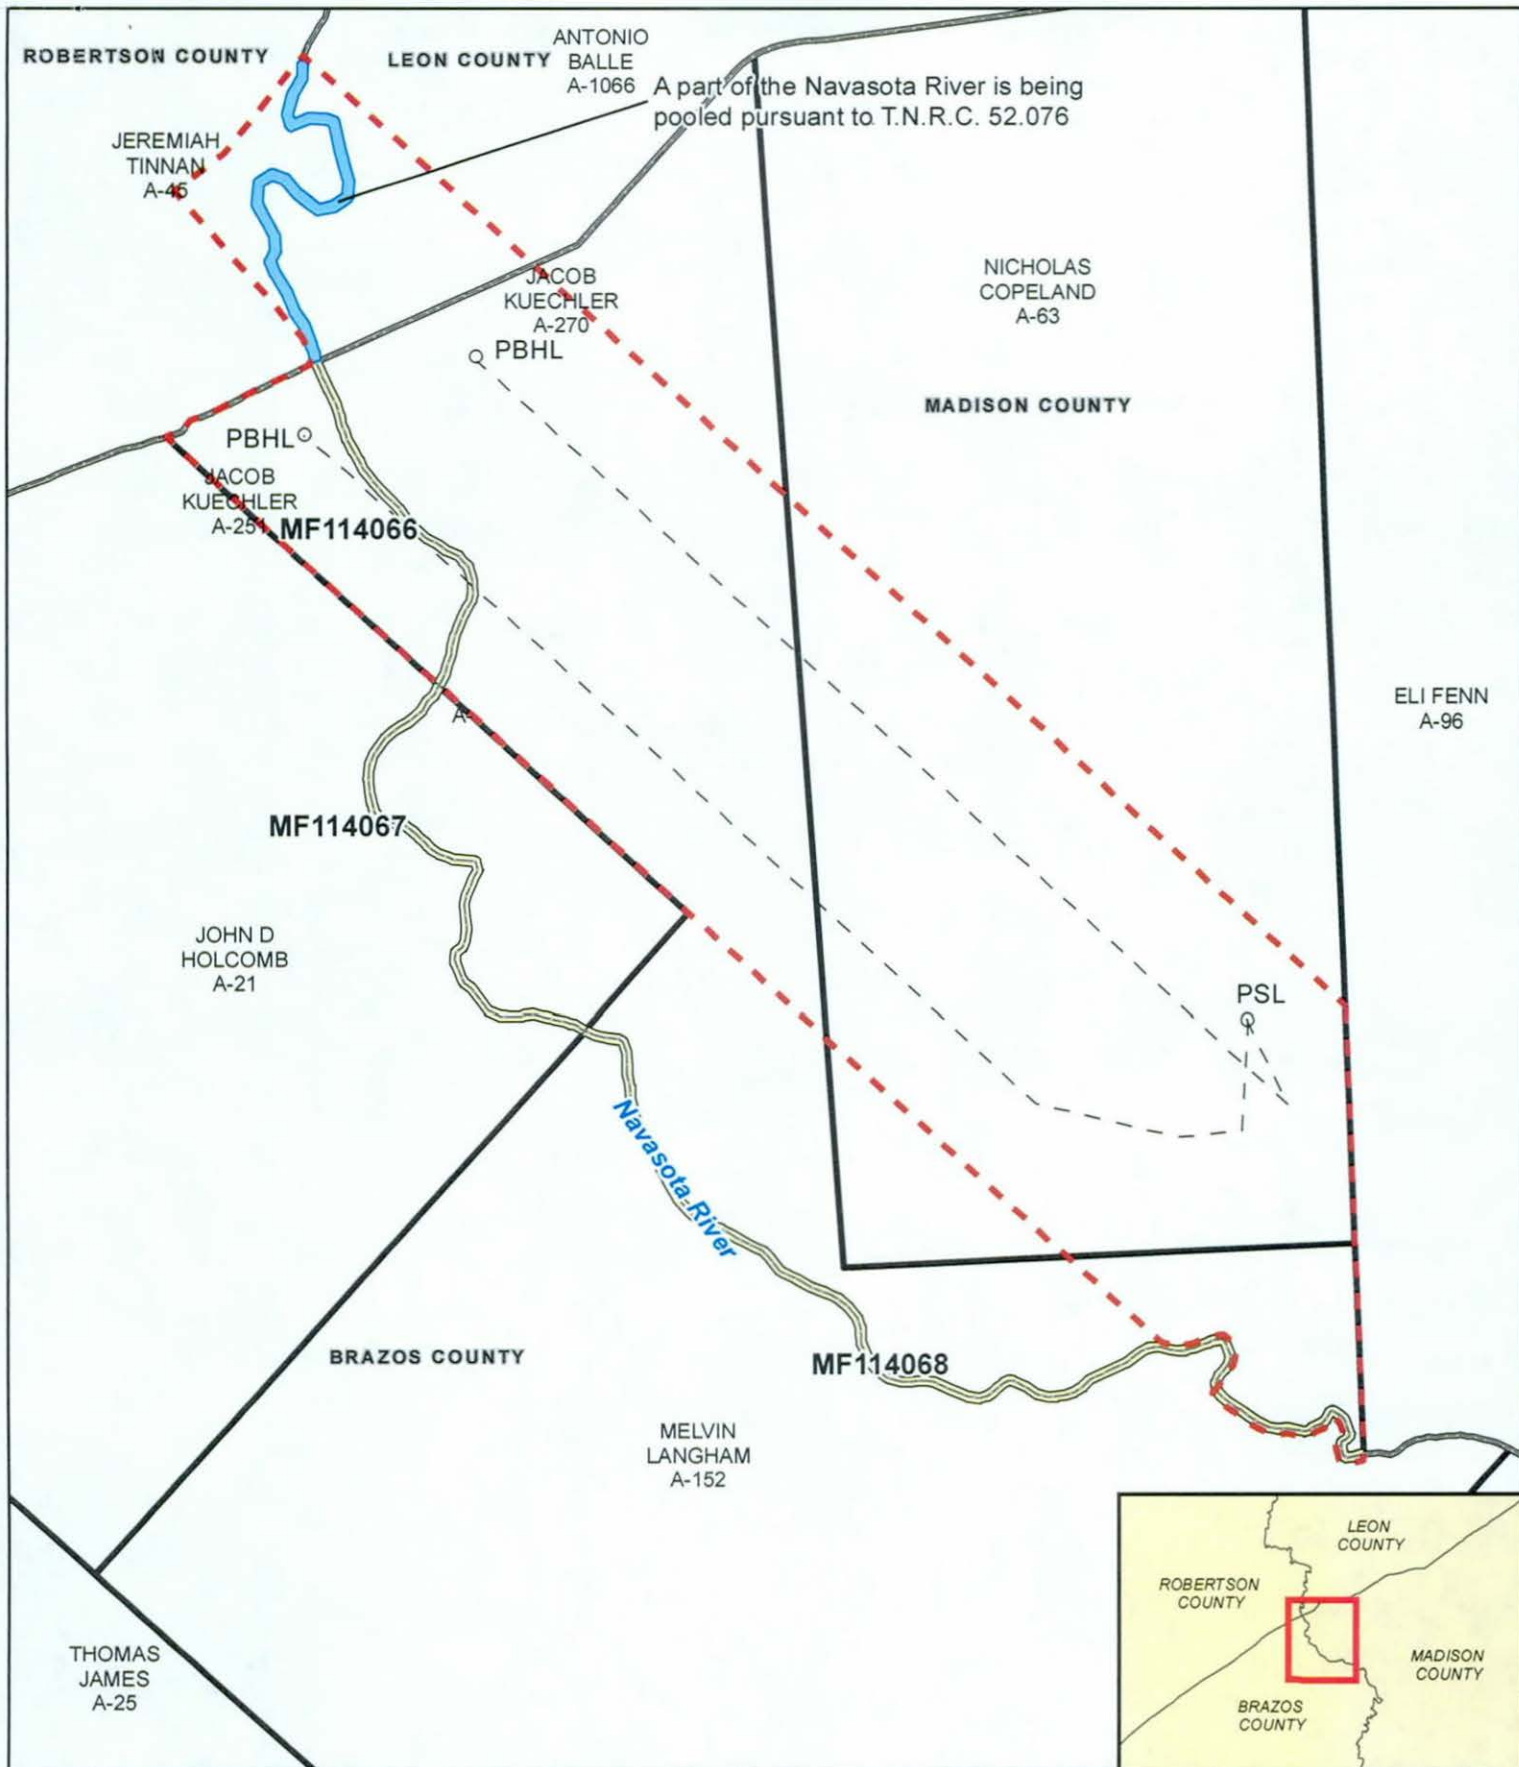 ROBERTSON COUNTY
LEON COUNTY
ANTONIO
BALLE
A-1066
A part of the Navasota River is being
pooled pursuant to T.N.R.C. 52.076
JEREMIAH
TINNAN
A-45
JACOB
KUECHLER
A-270
PBHL
NICHOLAS
COPELAND
A-63
MADISON COUNTY
PBHL
JACOB
KUECHLER
A-251
MF114066
ELI FENN
A-96
A-
MF114067
JOHN D
HOLCOMB
A-21
PSL
Navasota River
BRAZOS COUNTY
MF114068
MELVIN
LANGHAM
A-152
THOMAS
JAMES
A-25
LEON
COUNTY
ROBERTSON
COUNTY
MADISON
COUNTY
BRAZOS
COUNTY